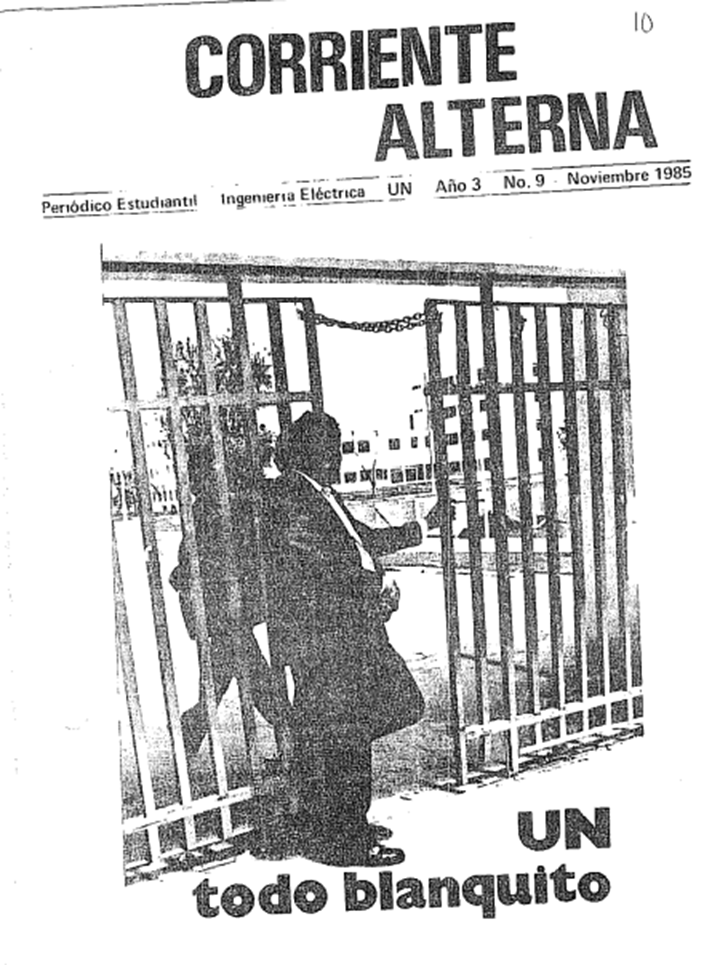 10
CORRIENTE
ALTERNA
Periódico Estudiantil Ingeniería Eléctrica UN Año 3 No. 9 - Noviembre 1985
UN
todo blanquito